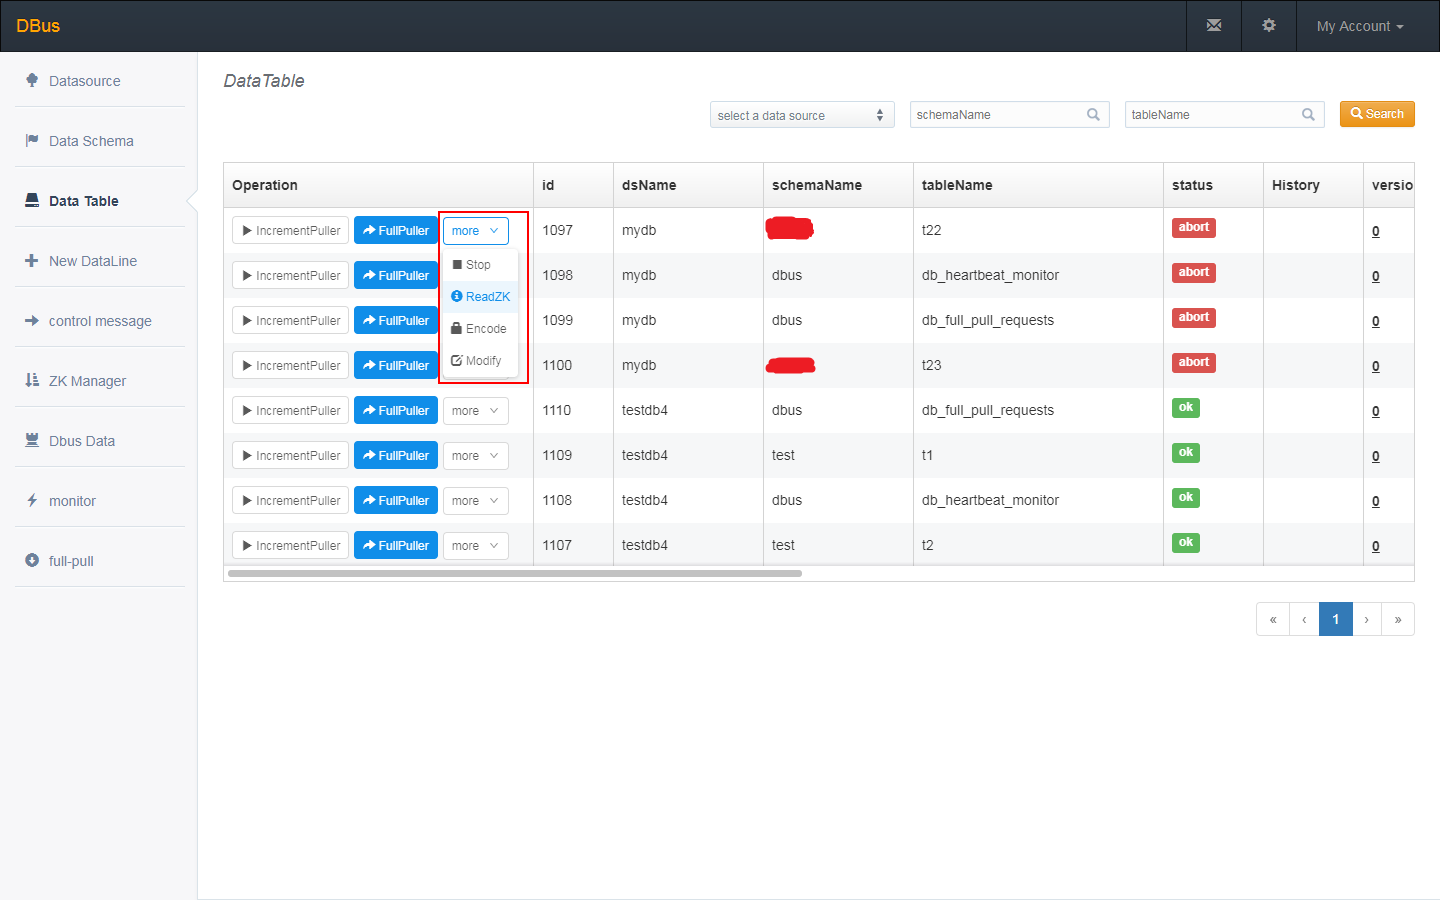 DBus
My Account
Datasource
Data Schema
Data Table
New DataLine
control message
ZK Manager
Dbus Data
monitor
full-pull
DataTable
select a data source schemaName tableName Search
Operation id dsName schemaName tableName status History versio
IncrementPuller FullPuller more 1097 mydb t22 abort 0
Stop
IncrementPuller FullPuller 1098 mydb dbus db_heartbeat_monitor abort 0
ReadZK
IncrementPuller FullPuller 1099 mydb dbus db_full_pull_requests abort 0
Encode
IncrementPuller FullPuller 1100 mydb t23 abort 0
Modify
IncrementPuller FullPuller more 1110 testdb4 dbus db_full_pull_requests ok 0
IncrementPuller FullPuller more 1109 testdb4 test t1 ok 0
IncrementPuller FullPuller more 1108 testdb4 dbus db_heartbeat_monitor ok 0
IncrementPuller FullPuller more 1107 testdb4 test t2 ok 0
« ‹ 1 › »